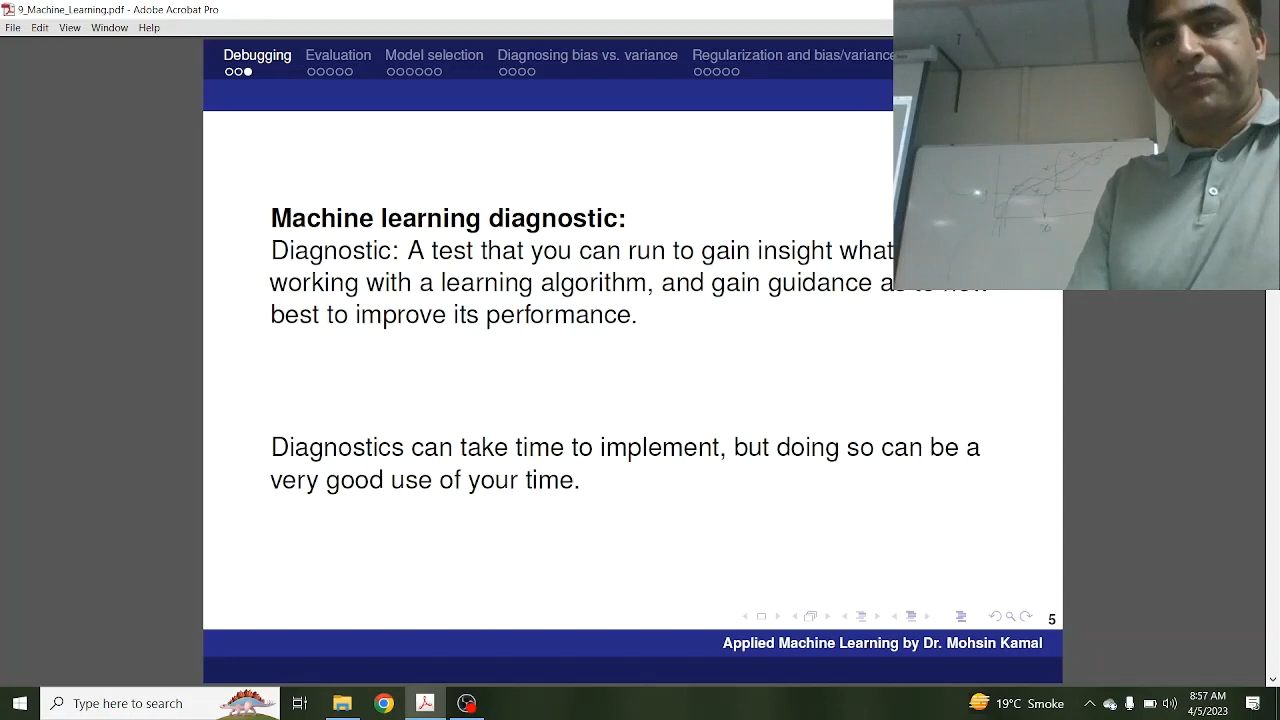 9_Machine_Learning.pdf - Adobe Acrobat Pro
File Edit View Window Help
Debugging Evaluation Model selection Diagnosing bias vs. variance Regularization and bias/variance
Machine learning diagnostic:
Diagnostic: A test that you can run to gain insight what
working with a learning algorithm, and gain guidance as to how
best to improve its performance.
Diagnostics can take time to implement, but doing so can be a
very good use of your time.
5
Applied Machine Learning by Dr. Mohsin Kamal
Type here to search
19°C Smoke
8:57 AM
4/5/2023